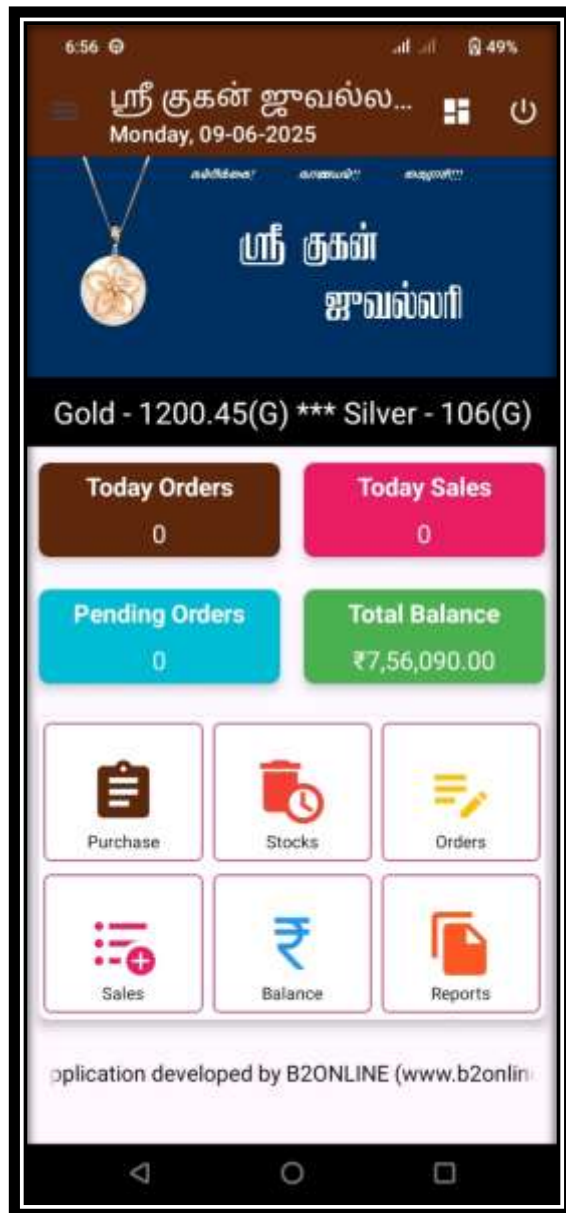 6:56
49%
ஸ்ரீ குகன் ஜுவல்ல...
Monday, 09-06-2025
ஸ்ரீ குகன்
ஜுவல்லரி
Gold - 1200.45(G) *** Silver - 106(G)
Today Orders
0
Today Sales
0
Pending Orders
0
Total Balance
₹7,56,090.00
Purchase
Stocks
Orders
Sales
Balance
Reports
pplication developed by B2ONLINE (www.b2onlin